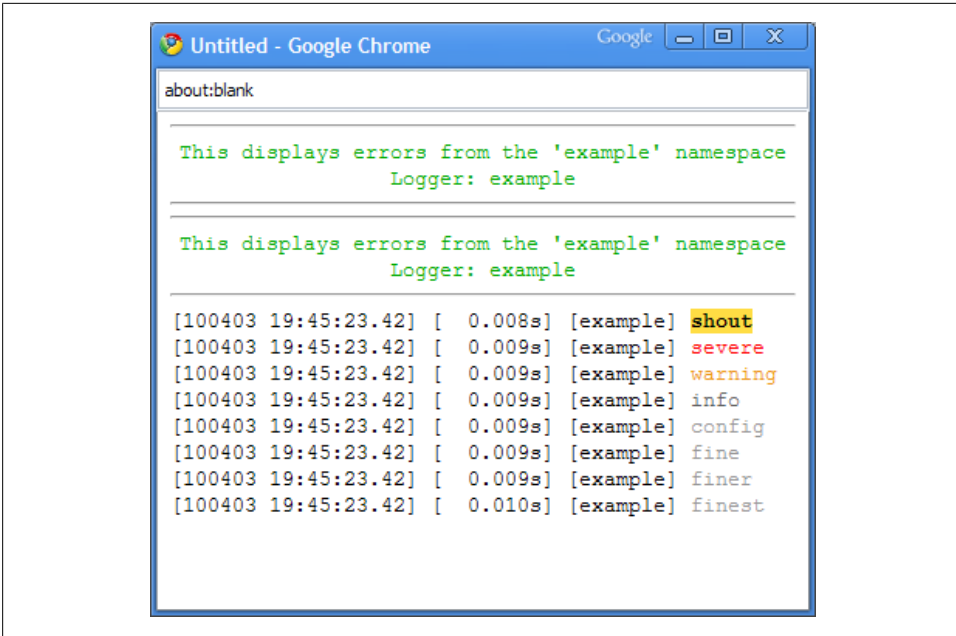 Untitled - Google Chrome
Google
about:blank
This displays errors from the 'example' namespace
Logger: example
This displays errors from the 'example' namespace
Logger: example
[100403 19:45:23.42] [  0.008s] [example] shout
[100403 19:45:23.42] [  0.009s] [example] severe
[100403 19:45:23.42] [  0.009s] [example] warning
[100403 19:45:23.42] [  0.009s] [example] info
[100403 19:45:23.42] [  0.009s] [example] config
[100403 19:45:23.42] [  0.009s] [example] fine
[100403 19:45:23.42] [  0.009s] [example] finer
[100403 19:45:23.42] [  0.010s] [example] finest